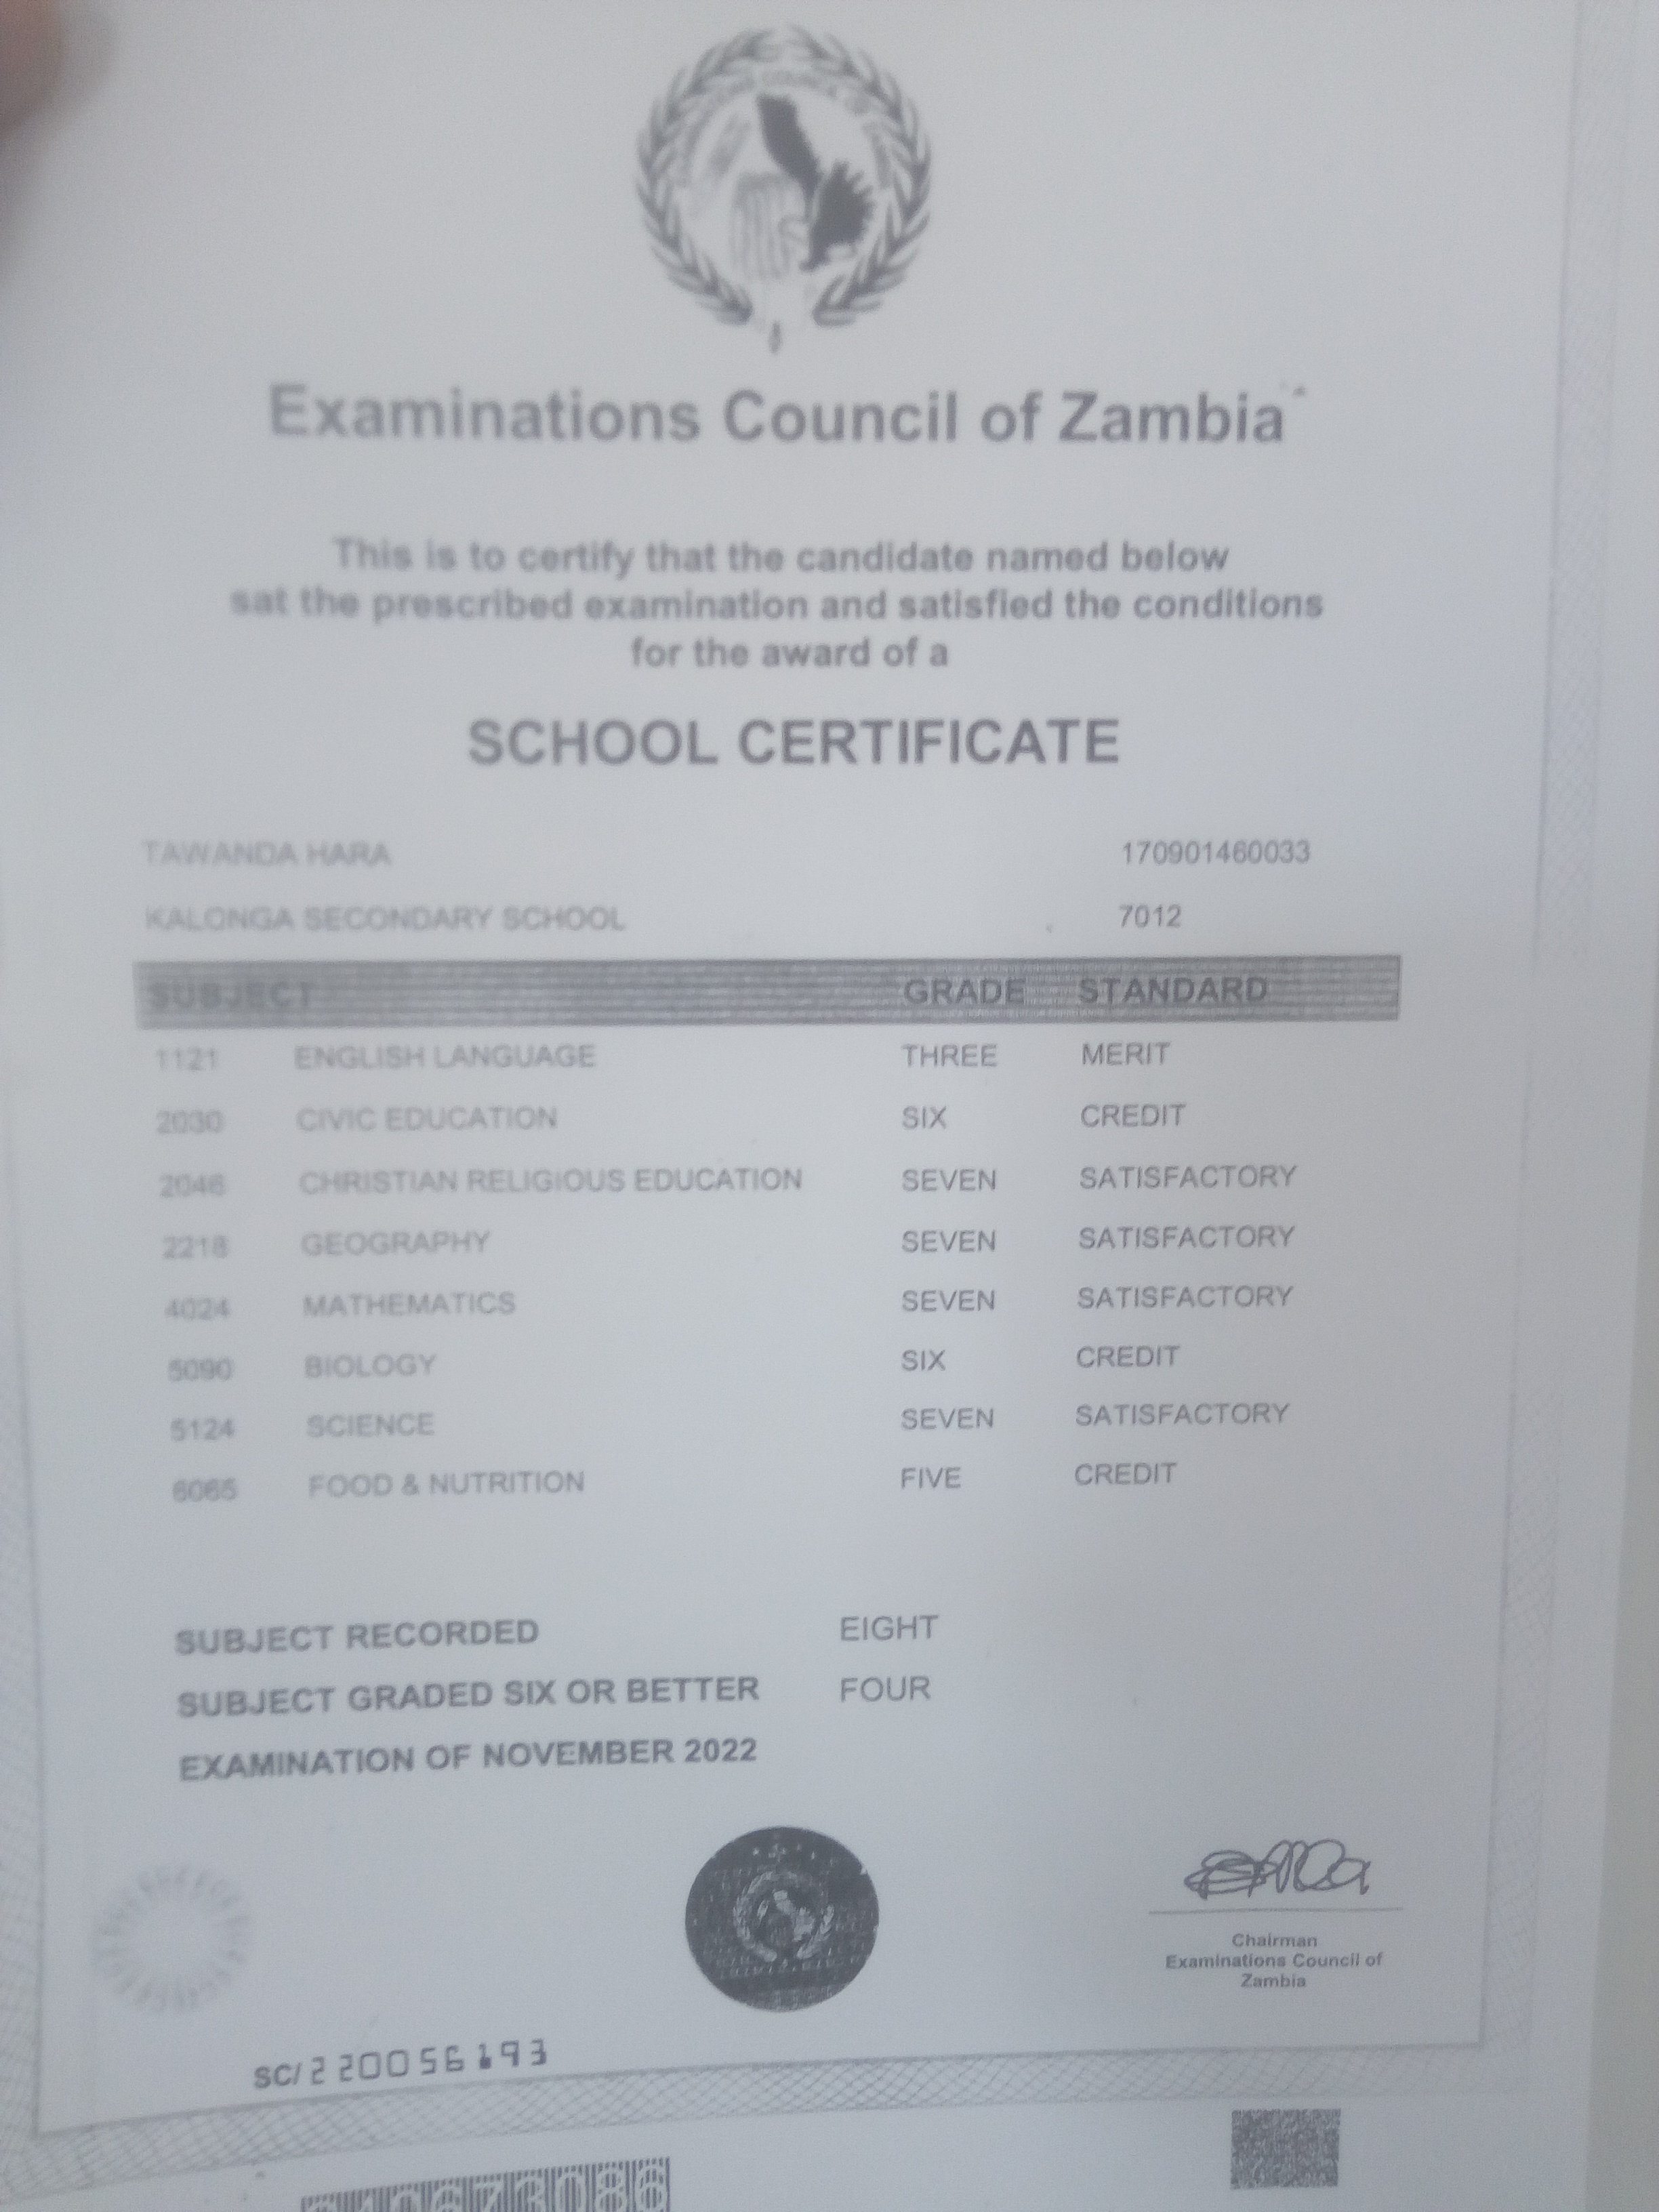 Examinations Council of Zambia
This is to certify that the candidate named below
sat the prescribed examination and satisfied the conditions
for the award of a
SCHOOL CERTIFICATE
TAWANDA HARA 170901460033
KALONGA SECONDARY SCHOOL 7012
SUBJECT GRADE STANDARD
1121 ENGLISH LANGUAGE THREE MERIT
2030 CIVIC EDUCATION SIX CREDIT
2046 CHRISTIAN RELIGIOUS EDUCATION SEVEN SATISFACTORY
2218 GEOGRAPHY SEVEN SATISFACTORY
4024 MATHEMATICS SEVEN SATISFACTORY
5090 BIOLOGY SIX CREDIT
5124 SCIENCE SEVEN SATISFACTORY
6065 FOOD & NUTRITION FIVE CREDIT
SUBJECT RECORDED EIGHT
SUBJECT GRADED SIX OR BETTER FOUR
EXAMINATION OF NOVEMBER 2022
Chairman
Examinations Council of
Zambia
SC/220056193